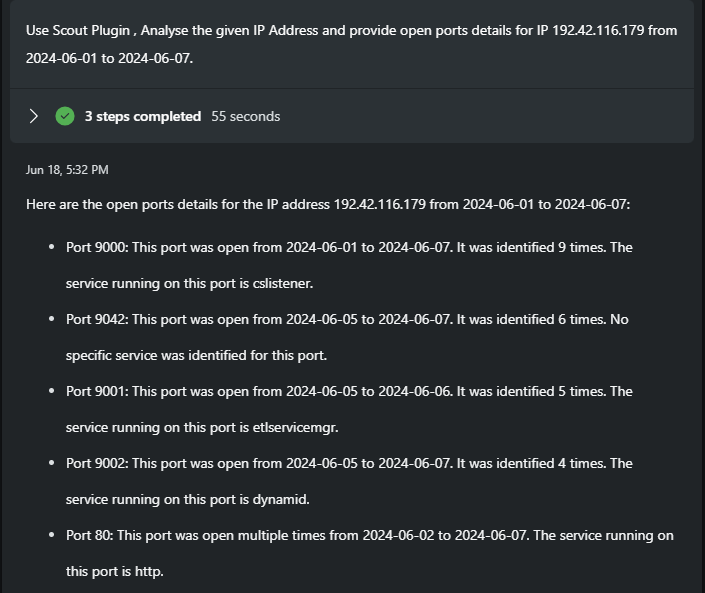 Use Scout Plugin , Analyse the given IP Address and provide open ports details for IP 192.42.116.179 from
2024-06-01 to 2024-06-07.
3 steps completed 55 seconds
Jun 18, 5:32 PM
Here are the open ports details for the IP address 192.42.116.179 from 2024-06-01 to 2024-06-07:
• Port 9000: This port was open from 2024-06-01 to 2024-06-07. It was identified 9 times. The
service running on this port is cslistener.
• Port 9042: This port was open from 2024-06-05 to 2024-06-07. It was identified 6 times. No
specific service was identified for this port.
• Port 9001: This port was open from 2024-06-05 to 2024-06-06. It was identified 5 times. The
service running on this port is etlservicemgr.
• Port 9002: This port was open from 2024-06-05 to 2024-06-07. It was identified 4 times. The
service running on this port is dynamid.
• Port 80: This port was open multiple times from 2024-06-02 to 2024-06-07. The service running on
this port is http.